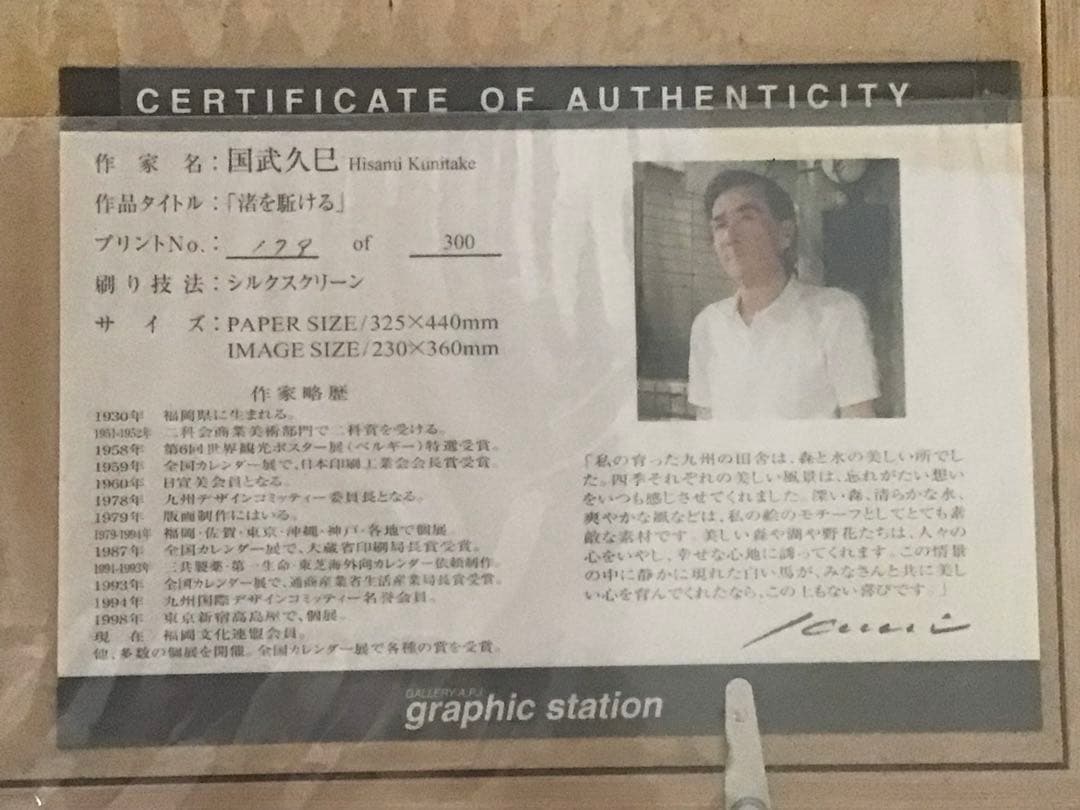 CERTIFICATE OF AUTHENTICITY
作家名：国武久巳 Hisami Kunitake
作品タイトル：「渚を駈ける」
プリントNo.： 179 of 300
刷り技法：シルクスクリーン
サイズ：PAPER SIZE/325×440mm
IMAGE SIZE/230×360mm
作家略歴
1930年 福岡県に生まれる。
1951-1952年 二科会商業美術部門で二科賞を受ける。
1958年 第6回世界観光ポスター展(ベルギー)特選受賞。
1959年 全国カレンダー展で、日本印刷工業会会長賞受賞。
1960年 日宣美会員となる。
1978年 九州デザインコミッティー委員長となる。
1979年 版画制作にはいる。
1979-1994年 福岡・佐賀・東京・沖縄・神戸・各地で個展。
1987年 全国カレンダー展で、大蔵省印刷局長賞受賞。
1991-1993年 三共製薬・第一生命・東芝海外向カレンダー依頼制作。
1993年 全国カレンダー展で、通商産業省生活産業局長賞受賞。
1994年 九州国際デザインコミッティー名誉会員。
1998年 東京新宿高島屋で、個展。
現在 福岡文化連盟会員。
他、多数の個展を開催。全国カレンダー展で各種の賞を受賞。
「私の育った九州の田舎は、森と水の美しい所でし
た。四季それぞれの美しい風景は、忘れがたい想い
をいつも感じさせてくれました。深い森、清らかな水、
爽やかな風などは、私の絵のモチーフとしてとても素
敵な素材です。美しい森や湖や野花たちは、人々の
心をいやし、幸せな心地に誘ってくれます。この情景
の中に静かに現れた白い馬が、みなさんと共に美し
い心を育んでくれたなら、この上もない喜びです。」
Kuni
GALLERY A.P.J.
graphic station